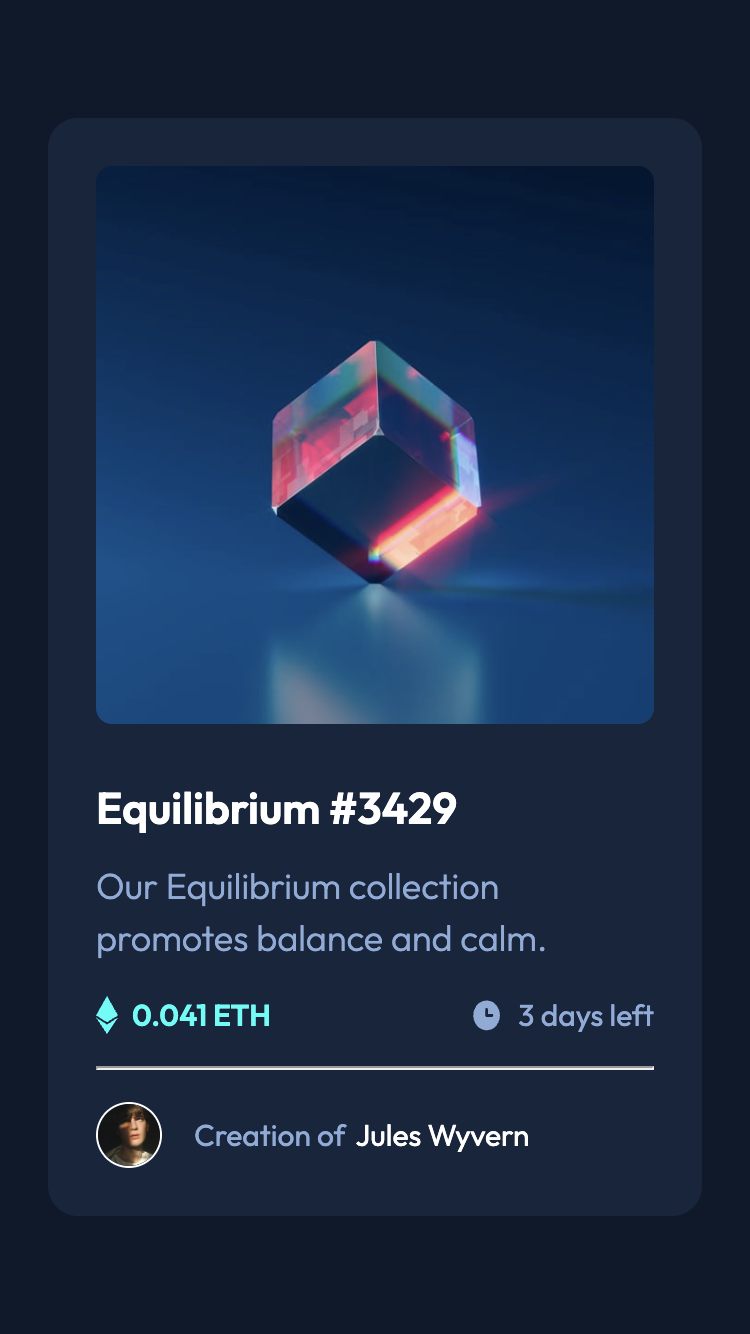 Equilibrium #3429
Our Equilibrium collection
promotes balance and calm.
0.041 ETH
3 days left
Creation of Jules Wyvern